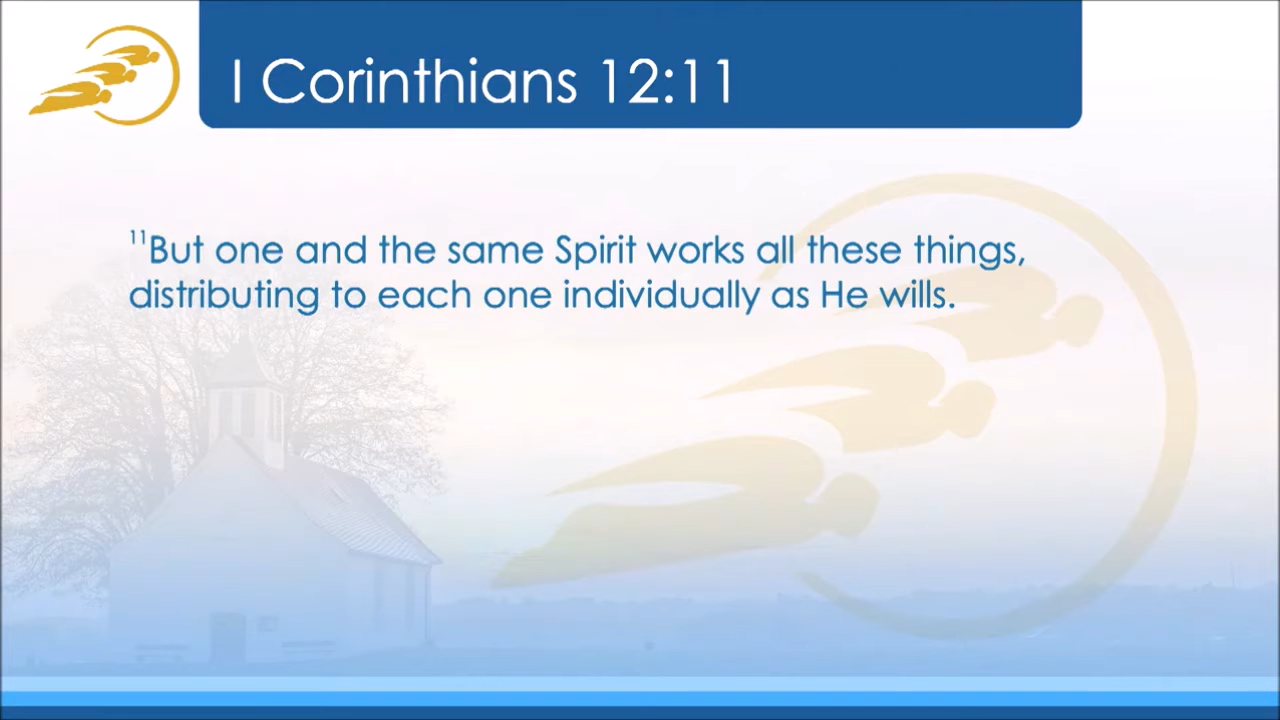 I Corinthians 12:11
¹¹But one and the same Spirit works all these things,
distributing to each one individually as He wills.